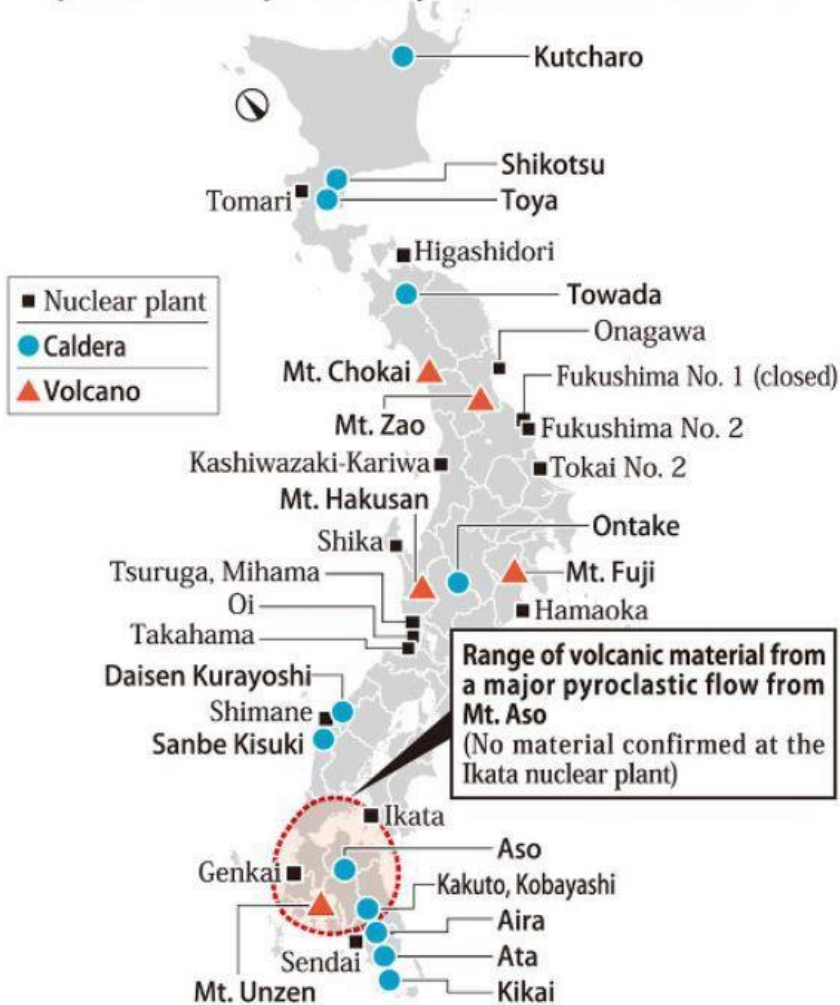 Kutcharo
Shikotsu
Tomari
Toya
Higashidori
Nuclear plant
Caldera
Volcano
Towada
Onagawa
Mt. Chokai
Fukushima No. 1 (closed)
Mt. Zao
Fukushima No. 2
Kashiwazaki-Kariwa
Tokai No. 2
Mt. Hakusan
Ontake
Shika
Tsuruga, Mihama
Mt. Fuji
Oi
Hamaoka
Takahama
Range of volcanic material from
a major pyroclastic flow from
Mt. Aso
(No material confirmed at the
Ikata nuclear plant)
Daisen Kurayoshi
Shimane
Sanbe Kisuki
Ikata
Aso
Genkai
Kakuto, Kobayashi
Aira
Sendai
Ata
Mt. Unzen
Kikai